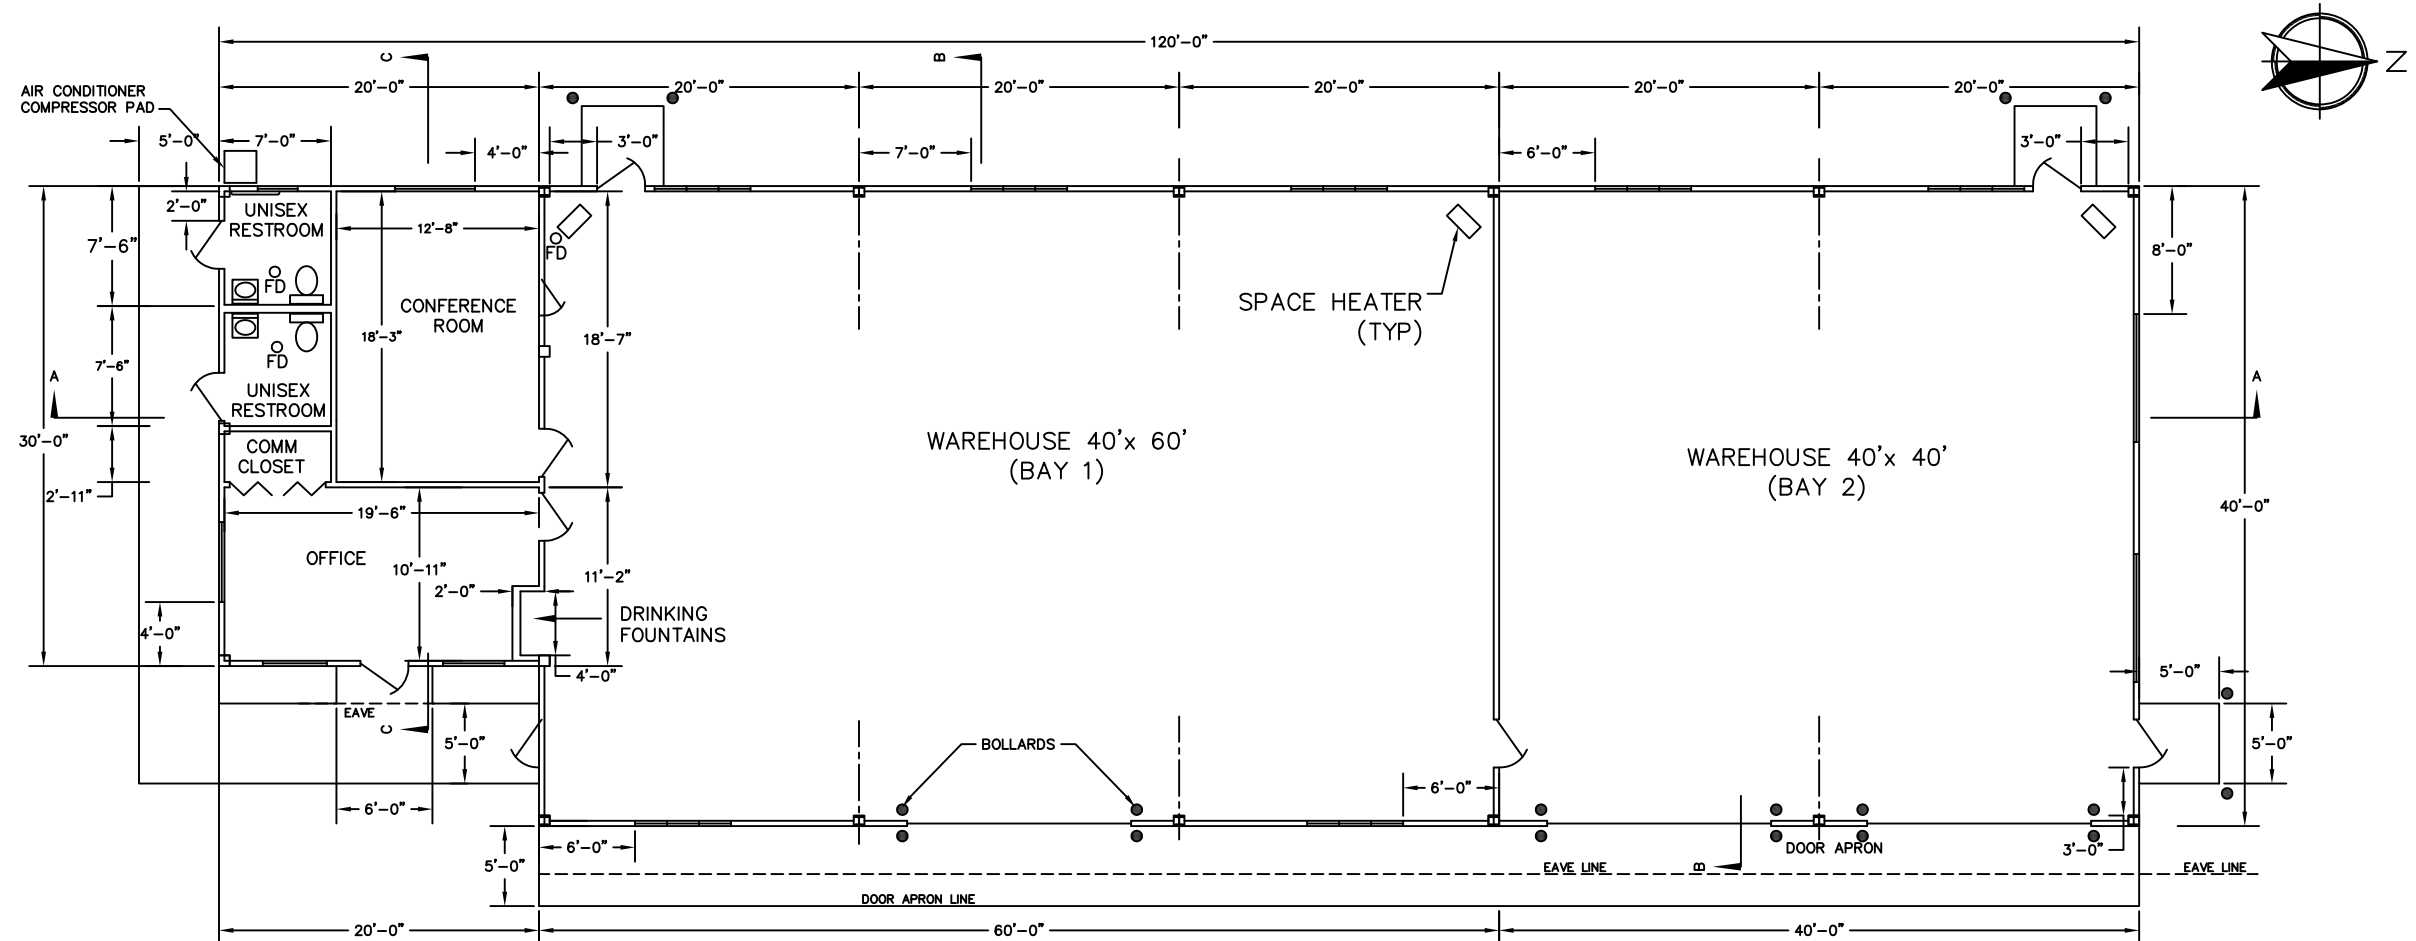 120'-0"
N
C
B
20'-0"
20'-0"
20'-0"
20'-0"
20'-0"
20'-0"
AIR CONDITIONER
COMPRESSOR PAD
5'-0"
7'-0"
4'-0"
3'-0"
7'-0"
6'-0"
3'-0"
2'-0"
UNISEX
RESTROOM
12'-8"
7'-6"
FD
FD
8'-0"
CONFERENCE
ROOM
SPACE HEATER
(TYP)
18'-3"
18'-7"
7'-6"
FD
A
A
UNISEX
RESTROOM
30'-0"
COMM
CLOSET
WAREHOUSE 40'x 60'
(BAY 1)
WAREHOUSE 40'x 40'
(BAY 2)
2'-11"
19'-6"
40'-0"
OFFICE
10'-11"
11'-2"
2'-0"
DRINKING
FOUNTAINS
4'-0"
4'-0"
5'-0"
EAVE
C
5'-0"
BOLLARDS
5'-0"
6'-0"
6'-0"
6'-0"
DOOR APRON
3'-0"
5'-0"
EAVE LINE
B
EAVE LINE
DOOR APRON LINE
20'-0"
60'-0"
40'-0"